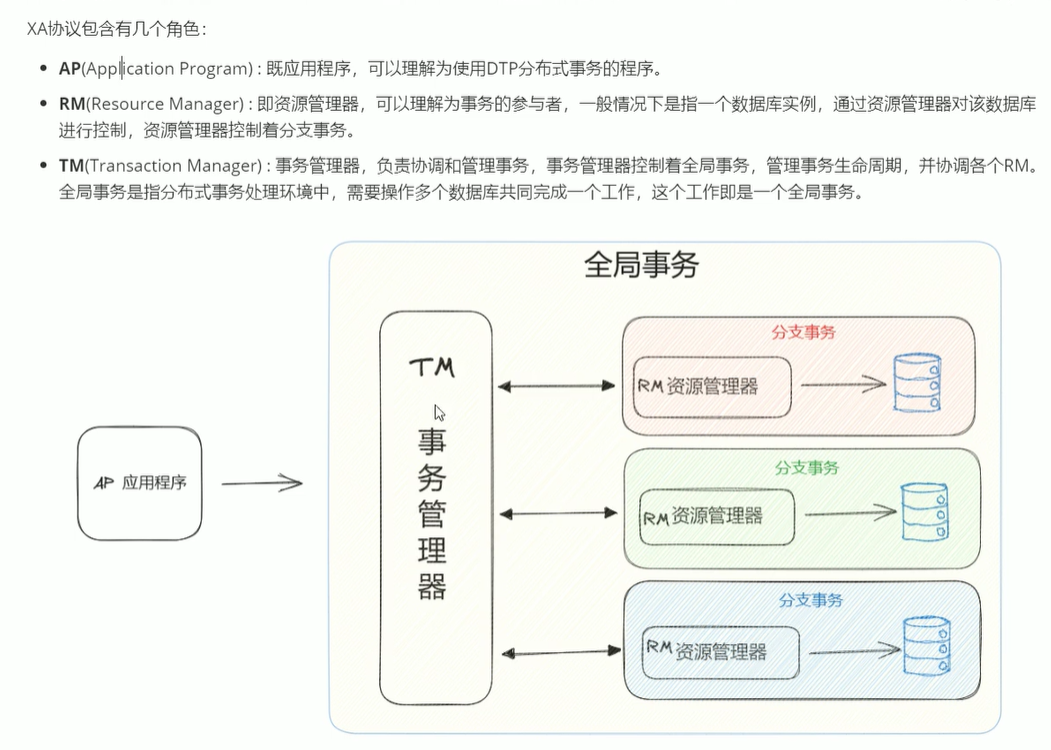 XA协议包含有几个角色：
• AP(Application Program) : 既应用程序，可以理解为使用DTP分布式事务的程序。
• RM(Resource Manager) : 即资源管理器，可以理解为事务的参与者，一般情况下是指一个数据库实例，通过资源管理器对该数据库
进行控制，资源管理器控制着分支事务。
• TM(Transaction Manager) : 事务管理器，负责协调和管理事务，事务管理器控制着全局事务，管理事务生命周期，并协调各个RM。
全局事务是指分布式事务处理环境中，需要操作多个数据库共同完成一个工作，这个工作即是一个全局事务。
全局事务
AP 应用程序
TM
事
务
管
理
器
分支事务
RM 资源管理器
分支事务
RM 资源管理器
分支事务
RM 资源管理器